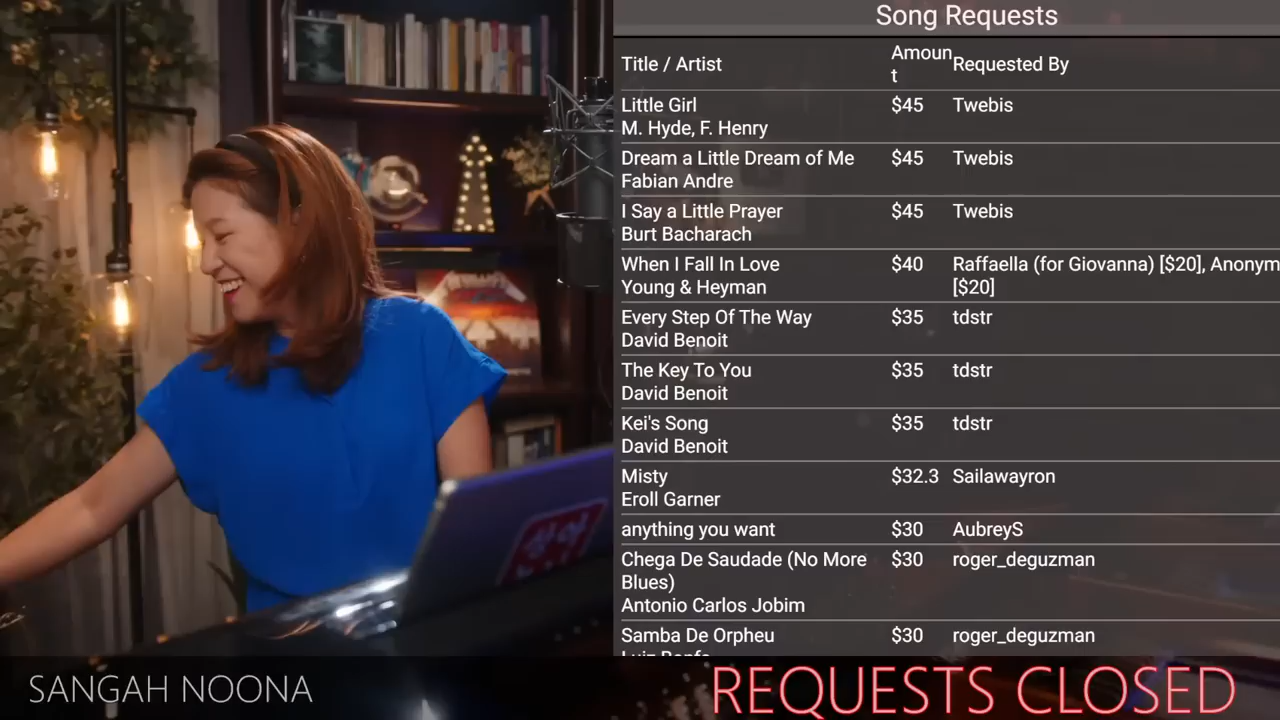 Song Requests
Title / Artist Amoun Requested By
t
Little Girl $45 Twebis
M. Hyde, F. Henry
Dream a Little Dream of Me $45 Twebis
Fabian Andre
I Say a Little Prayer $45 Twebis
Burt Bacharach
When I Fall In Love $40 Raffaella (for Giovanna) [$20], Anonym
Young & Heyman [$20]
Every Step Of The Way $35 tdstr
David Benoit
The Key To You $35 tdstr
David Benoit
Kei's Song $35 tdstr
David Benoit
Misty $32.3 Sailawayron
Eroll Garner
anything you want $30 AubreyS
Chega De Saudade (No More $30 roger_deguzman
Blues)
Antonio Carlos Jobim
Samba De Orpheu $30 roger_deguzman
상아
SANGAH NOONA
REQUESTS CLOSED